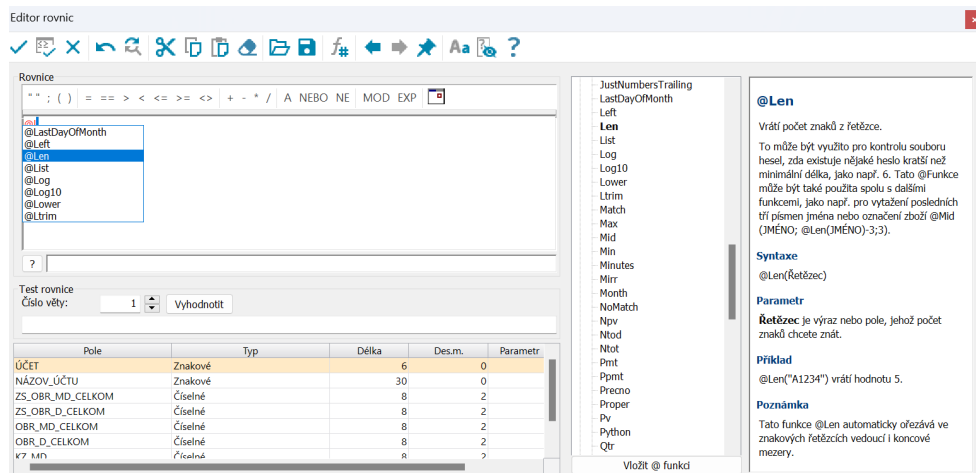 Editor rovnic
Rovnice
" " ; ( ) = == > < <= >= <> + - * / A NEBO NE MOD EXP
@l
@LastDayOfMonth
@Left
@Len
@List
@Log
@Log10
@Lower
@Ltrim
?
Test rovnice
Číslo věty: 1 Vyhodnotit
Pole Typ Délka Des.m. Parametr
ÚČET Znakové 6 0
NÁZOV_ÚČTU Znakové 30 0
ZS_OBR_MD_CELKOM Číselné 8 2
ZS_OBR_D_CELKOM Číselné 8 2
OBR_MD_CELKOM Číselné 8 2
OBR_D_CELKOM Číselné 8 2
KZ_MD Číselné 8 2
JustNumbersTrailing
LastDayOfMonth
Left
Len
List
Log
Log10
Lower
Ltrim
Match
Max
Mid
Min
Minutes
Mirr
Month
NoMatch
Npv
Ntod
Ntot
Pmt
Ppmt
Precno
Proper
Pv
Python
Qtr
Vložit @ funkci
@Len
Vrátí počet znaků z řetězce.
To může být využito pro kontrolu souboru
hesel, zda existuje nějaké heslo kratší než
minimální délka, jako např. 6. Tato @Funkce
může být také použita spolu s dalšími
funkcemi, jako např. pro vytažení posledních
tří písmen jména nebo označení zboží @Mid
(JMÉNO; @Len(JMÉNO)-3;3).
Syntaxe
@Len(Řetězec)
Parametr
Řetězec je výraz nebo pole, jehož počet
znaků chcete znát.
Příklad
@Len("A1234") vrátí hodnotu 5.
Poznámka
Tato funkce @Len automaticky ořezává ve
znakových řetězcích vedoucí i koncové
mezery.